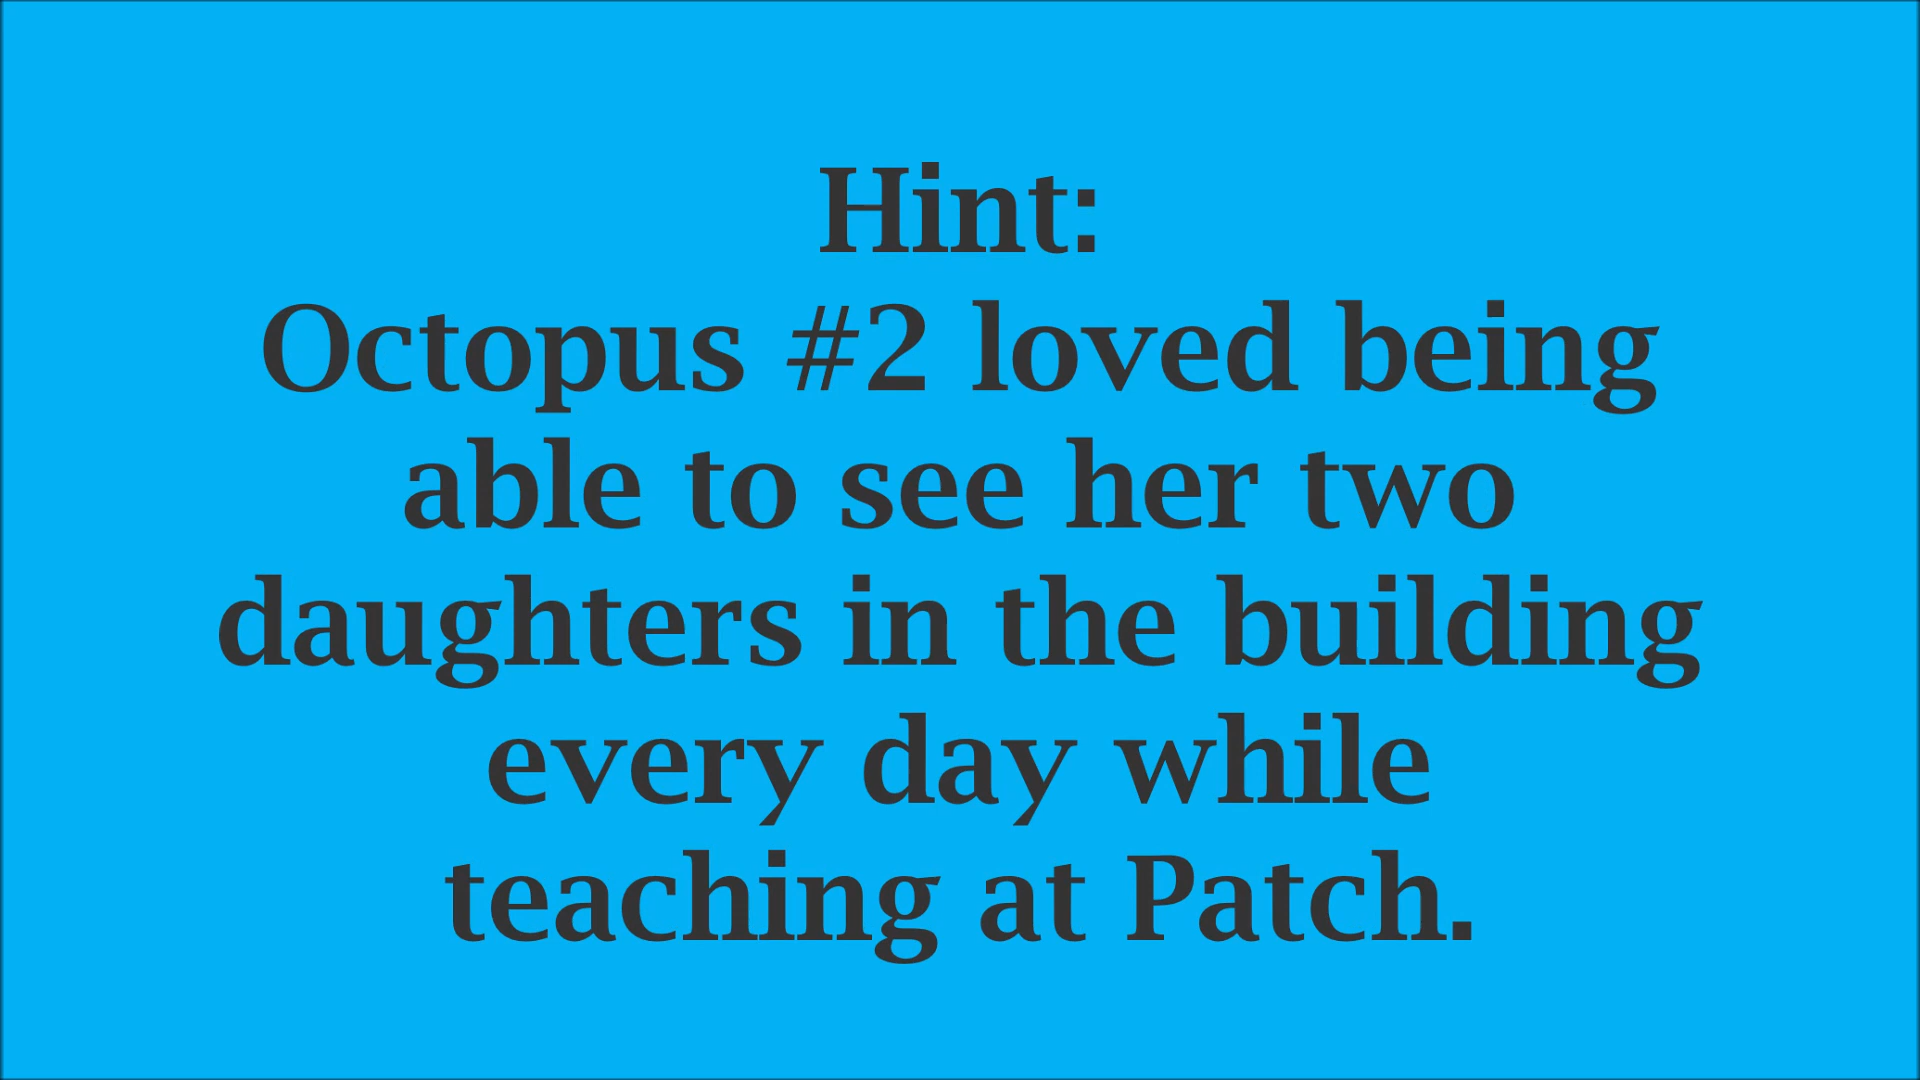 Hint:
Octopus #2 loved being
able to see her two
daughters in the building
every day while
teaching at Patch.